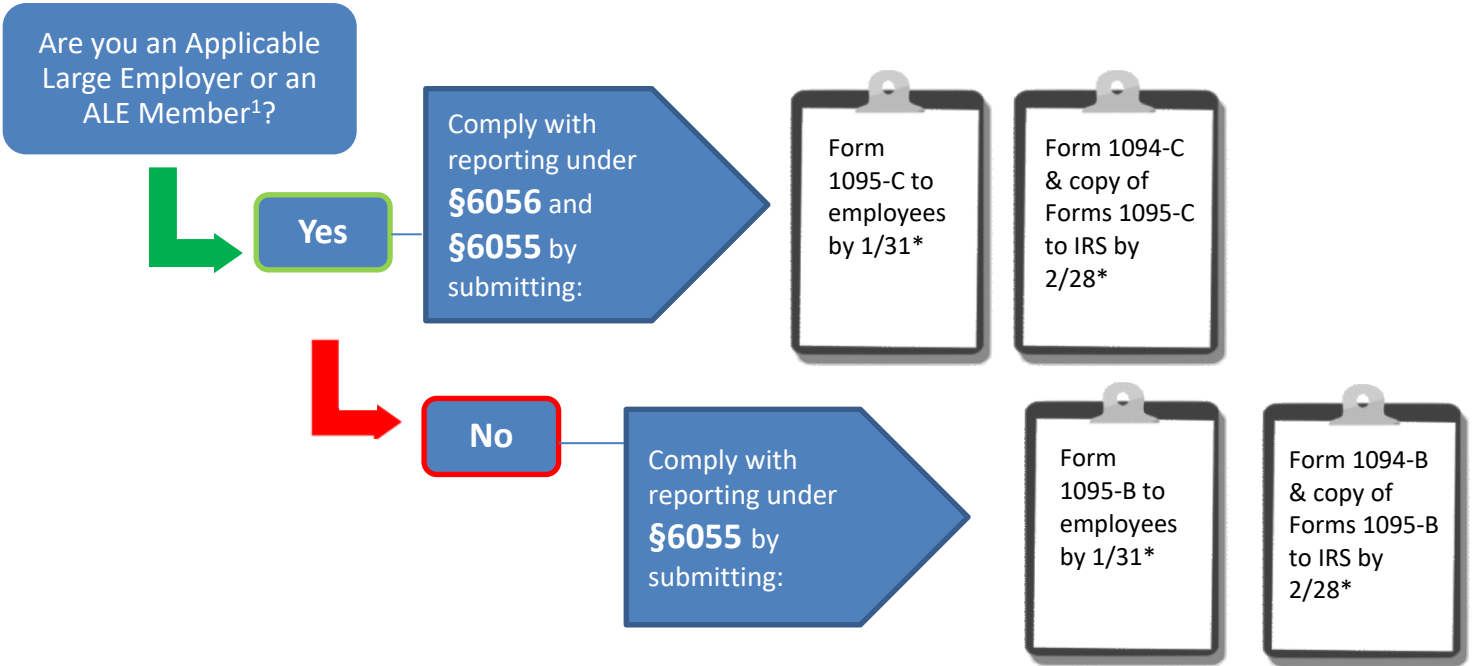 Are you an Applicable
Large Employer or an
ALE Member¹?
Yes
Comply with
reporting under
§6056 and
§6055 by
submitting:
Form
1095-C to
employees
by 1/31*
Form 1094-C
& copy of
Forms 1095-C
to IRS by
2/28*
No
Comply with
reporting under
§6055 by
submitting:
Form
1095-B to
employees
by 1/31*
Form 1094-B
& copy of
Forms 1095-B
to IRS by
2/28*